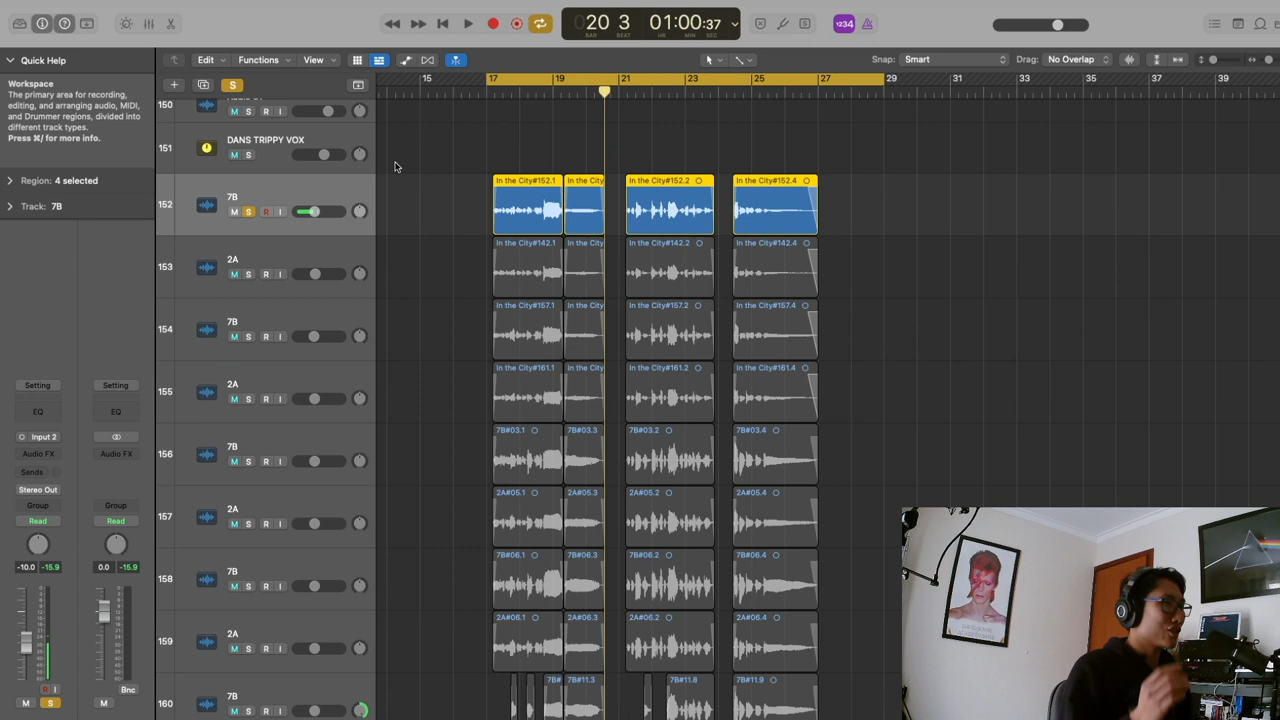 20 3 01:00:37
BAR BEAT HR MIN SEC
1234
Quick Help
Edit Functions View
Snap: Smart Drag: No Overlap
Workspace
The primary area for recording,
editing, and arranging audio, MIDI,
and Drummer regions, divided into
different track types.
Press ⌘/ for more info.
S
15 17 19 21 23 25 27 29 31 33 35 37 39
150 M S R I
151 DANS TRIPPY VOX
M S
Region: 4 selected
Track: 7B
152 7B
M S R I
In the City#152.1 In the City In the City#152.2 In the City#152.4
153 2A
M S R I
In the City#142.1 In the City In the City#142.2 In the City#142.4
154 7B
M S R I
In the City#157.1 In the City In the City#157.2 In the City#157.4
155 2A
M S R I
In the City#161.1 In the City In the City#161.2 In the City#161.4
156 7B
M S R I
7B#03.1 7B#03.3 7B#03.2 7B#03.4
157 2A
M S R I
2A#05.1 2A#05.3 2A#05.2 2A#05.4
158 7B
M S R I
7B#06.1 7B#06.3 7B#06.2 7B#06.4
159 2A
M S R I
2A#06.1 2A#06.3 2A#06.2 2A#06.4
160 7B
M S R I
7B# 7B#11.3 7B#11.8 7B#11.9
Setting Setting
EQ EQ
Input 2
Audio FX Audio FX
Sends
Stereo Out
Group Group
Read Read
-10.0 -15.9 0.0 -15.9
R I Bnc
M S M